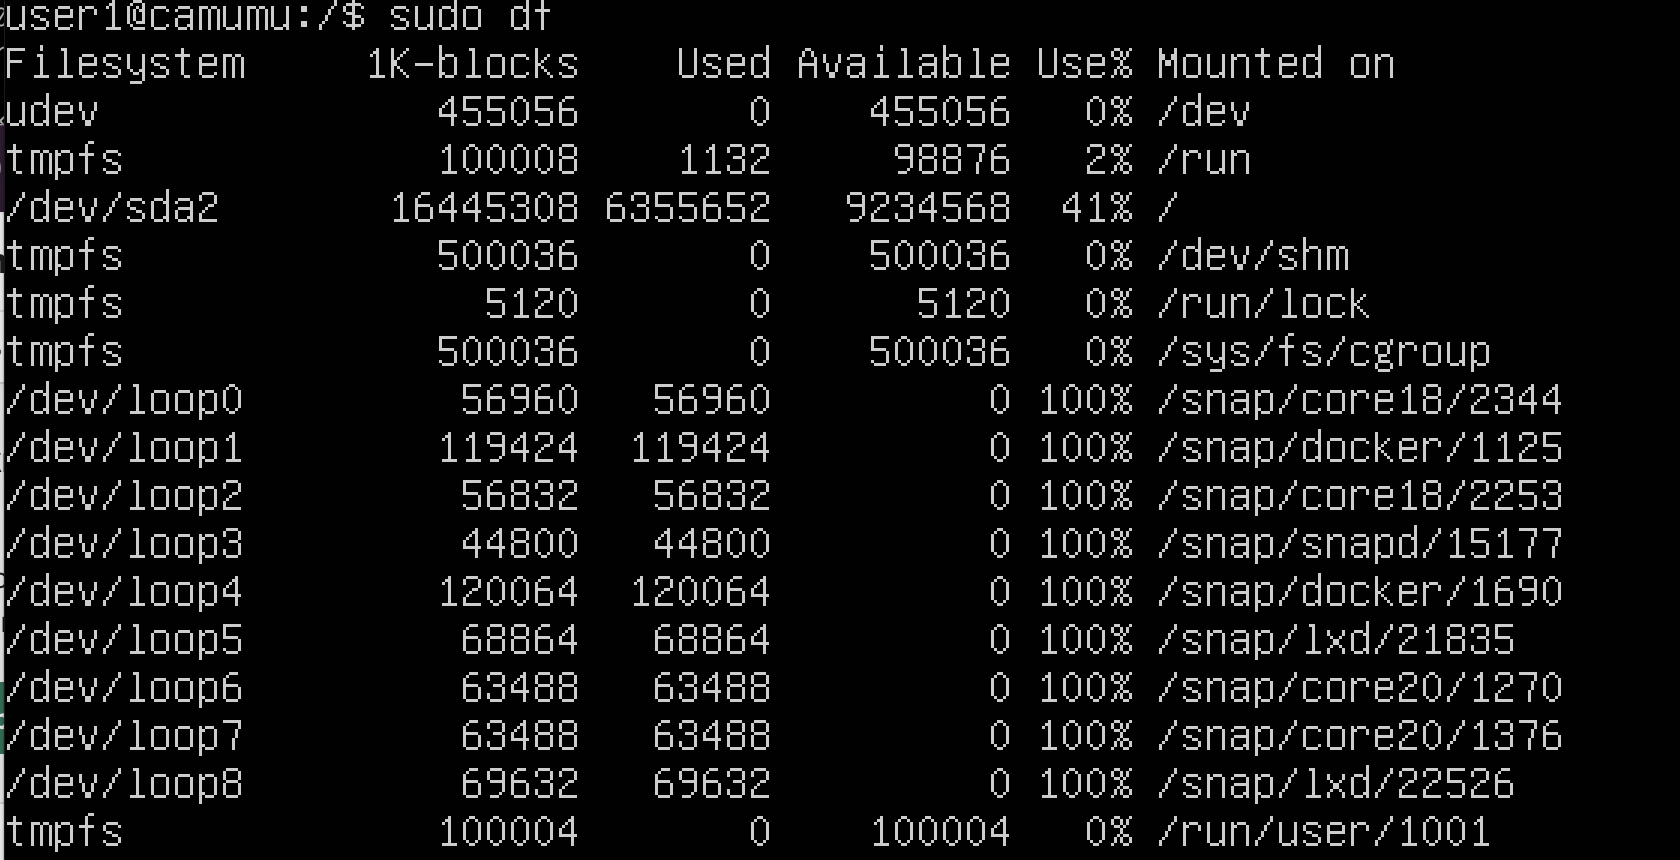 user1@camumu:/$ sudo df
Filesystem     1K-blocks    Used Available Use% Mounted on
udev              455056       0    455056   0% /dev
tmpfs             100008    1132     98876   2% /run
/dev/sda2       16445308 6355652   9234568  41% /
tmpfs             500036       0    500036   0% /dev/shm
tmpfs               5120       0      5120   0% /run/lock
tmpfs             500036       0    500036   0% /sys/fs/cgroup
/dev/loop0         56960   56960         0 100% /snap/core18/2344
/dev/loop1        119424  119424         0 100% /snap/docker/1125
/dev/loop2         56832   56832         0 100% /snap/core18/2253
/dev/loop3         44800   44800         0 100% /snap/snapd/15177
/dev/loop4        120064  120064         0 100% /snap/docker/1690
/dev/loop5         68864   68864         0 100% /snap/lxd/21835
/dev/loop6         63488   63488         0 100% /snap/core20/1270
/dev/loop7         63488   63488         0 100% /snap/core20/1376
/dev/loop8         69632   69632         0 100% /snap/lxd/22526
tmpfs             100004       0    100004   0% /run/user/1001